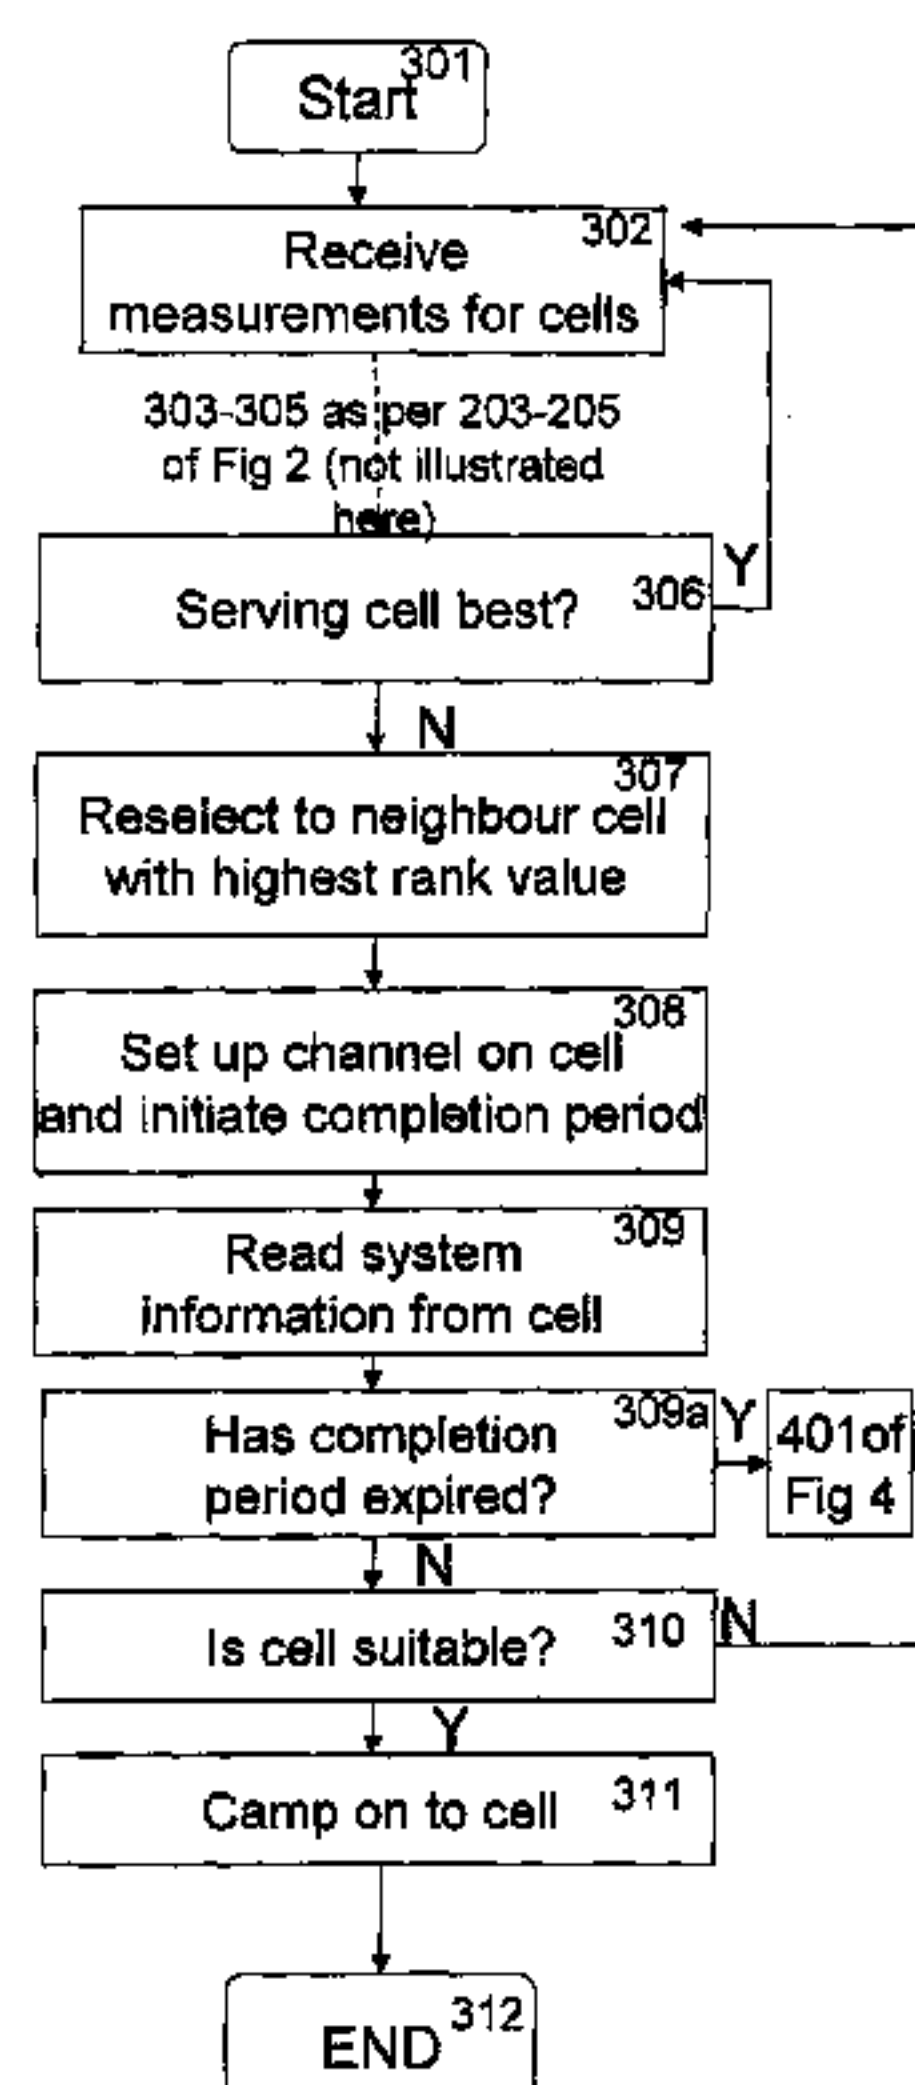 301
Start
302
Receive
measurements for cells
303-305 as per 203-205
of Fig 2 (not illustrated
here)
Serving cell best?
306
Y
N
307
Reselect to neighbour cell
with highest rank value
308
Set up channel on cell
and initiate completion period
309
Read system
information from cell
309a
Has completion
period expired?
Y
401of
Fig 4
N
Is cell suitable?
310
N
Y
Camp on to cell
311
312
END